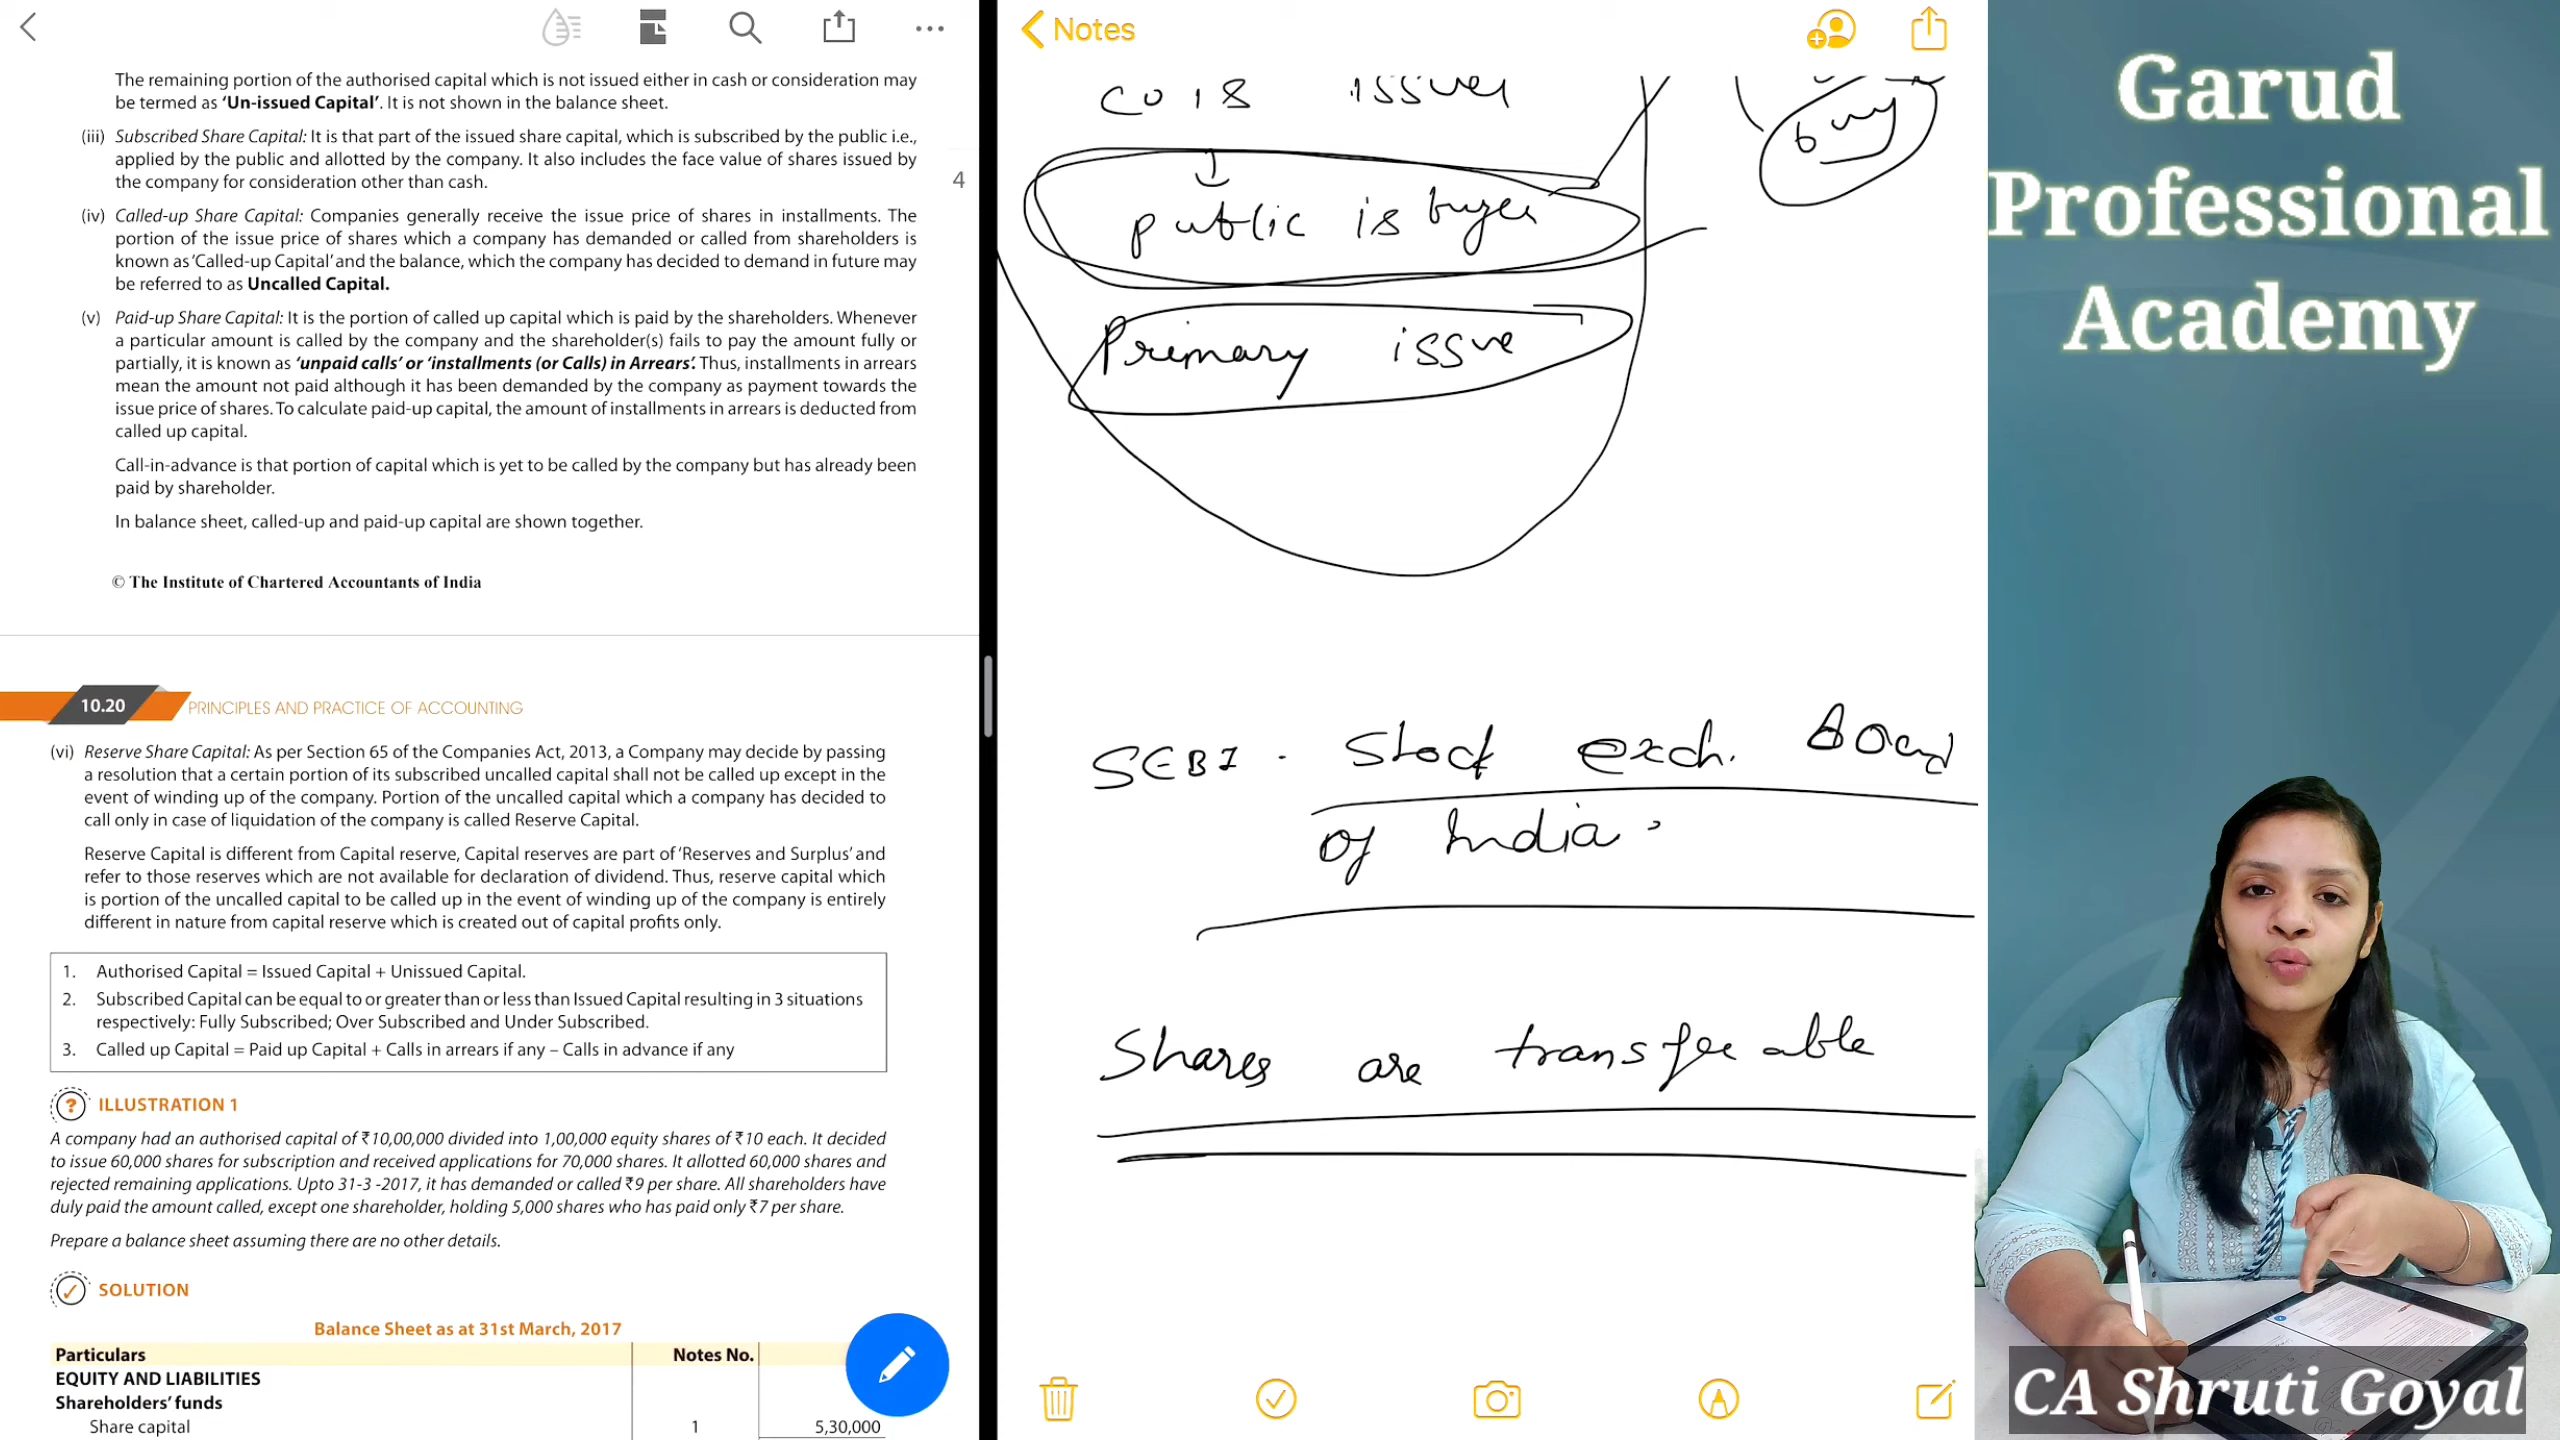 The remaining portion of the authorised capital which is not issued either in cash or consideration may
be termed as 'Un-issued Capital'. It is not shown in the balance sheet.
(iii) Subscribed Share Capital: It is that part of the issued share capital, which is subscribed by the public i.e.,
applied by the public and allotted by the company. It also includes the face value of shares issued by
the company for consideration other than cash.
4
(iv) Called-up Share Capital: Companies generally receive the issue price of shares in installments. The
portion of the issue price of shares which a company has demanded or called from shareholders is
known as 'Called-up Capital' and the balance, which the company has decided to demand in future may
be referred to as Uncalled Capital.
(v) Paid-up Share Capital: It is the portion of called up capital which is paid by the shareholders. Whenever
a particular amount is called by the company and the shareholder(s) fails to pay the amount fully or
partially, it is known as 'unpaid calls' or 'installments (or Calls) in Arrears'. Thus, installments in arrears
mean the amount not paid although it has been demanded by the company as payment towards the
issue price of shares. To calculate paid-up capital, the amount of installments in arrears is deducted from
called up capital.
Call-in-advance is that portion of capital which is yet to be called by the company but has already been
paid by shareholder.
In balance sheet, called-up and paid-up capital are shown together.
© The Institute of Chartered Accountants of India
10.20 PRINCIPLES AND PRACTICE OF ACCOUNTING
(vi) Reserve Share Capital: As per Section 65 of the Companies Act, 2013, a Company may decide by passing
a resolution that a certain portion of its subscribed uncalled capital shall not be called up except in the
event of winding up of the company. Portion of the uncalled capital which a company has decided to
call only in case of liquidation of the company is called Reserve Capital.
Reserve Capital is different from Capital reserve, Capital reserves are part of 'Reserves and Surplus' and
refer to those reserves which are not available for declaration of dividend. Thus, reserve capital which
is portion of the uncalled capital to be called up in the event of winding up of the company is entirely
different in nature from capital reserve which is created out of capital profits only.
1. Authorised Capital = Issued Capital + Unissued Capital.
2. Subscribed Capital can be equal to or greater than or less than Issued Capital resulting in 3 situations
respectively: Fully Subscribed; Over Subscribed and Under Subscribed.
3. Called up Capital = Paid up Capital + Calls in arrears if any – Calls in advance if any
? ILLUSTRATION 1
A company had an authorised capital of ₹10,00,000 divided into 1,00,000 equity shares of ₹10 each. It decided
to issue 60,000 shares for subscription and received applications for 70,000 shares. It allotted 60,000 shares and
rejected remaining applications. Upto 31-3 -2017, it has demanded or called ₹9 per share. All shareholders have
duly paid the amount called, except one shareholder, holding 5,000 shares who has paid only ₹7 per share.
Prepare a balance sheet assuming there are no other details.
SOLUTION
Balance Sheet as at 31st March, 2017
Particulars Notes No.
EQUITY AND LIABILITIES
Shareholders' funds
Share capital 1 5,30,000
Notes
co is issuer
buy
public is buyer
Primary issue
SEBI - Stock exch. Board
of India.
Shares are transferable
Garud
Professional
Academy
CA Shruti Goyal